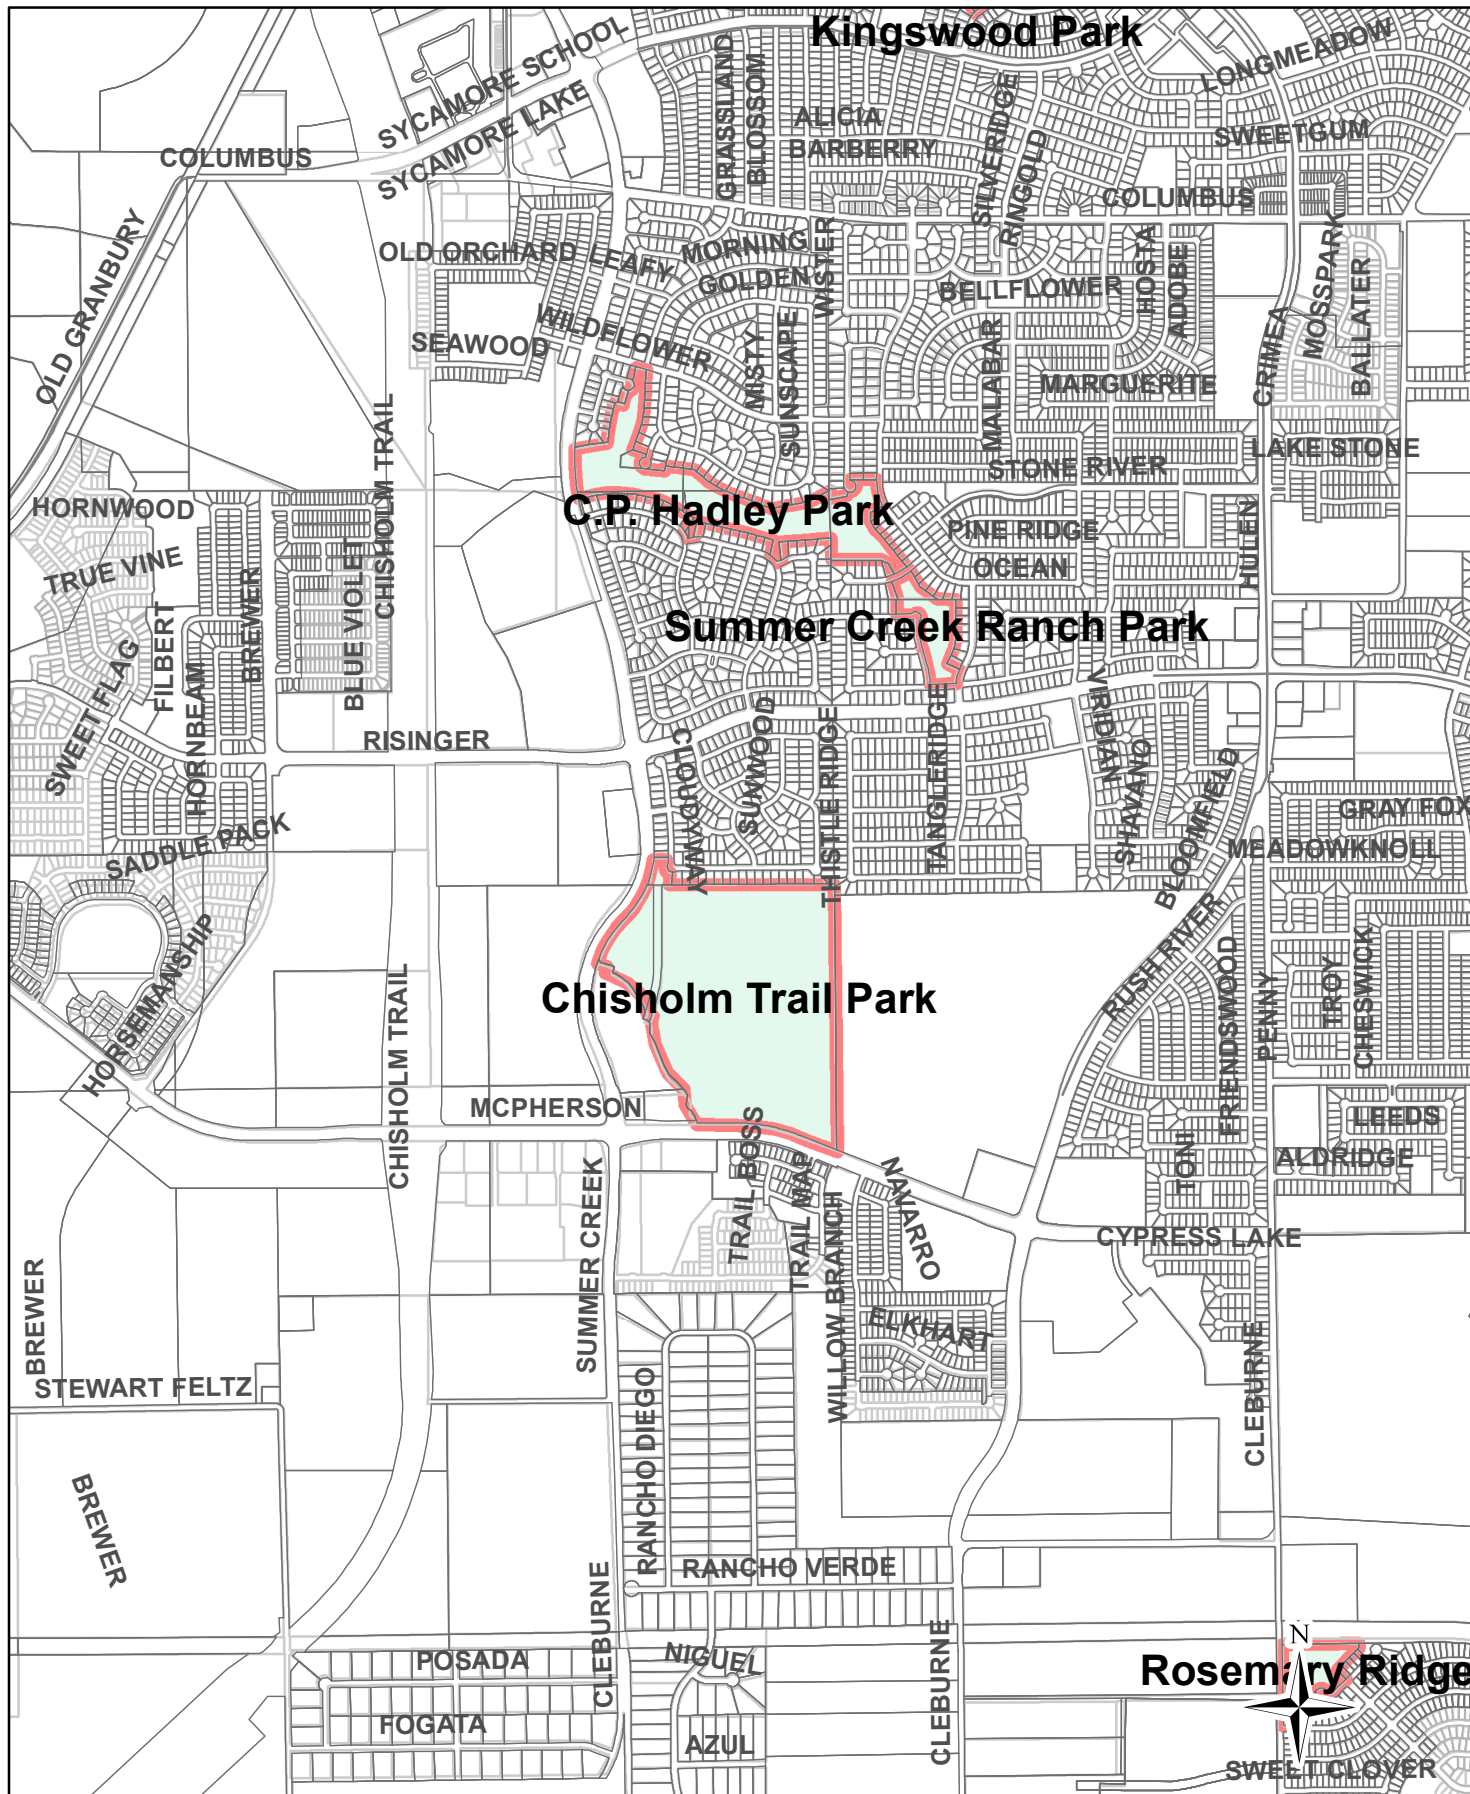 Kingswood Park
LONGMEADOW
SYCAMORE SCHOOL
SYCAMORE LAKE
GRASSLAND
BLOSSOM
ALICIA
BARBERRY
SILVERIDGE
RINGOLD
SWEETGUM
COLUMBUS
COLUMBUS
OLD GRANBURY
OLD ORCHARD
LEAFY
MORNING
GOLDEN
WISTER
BELLFLOWER
HOSTA
ADOBE
MOSSPARK
BALLATER
CRIMEA
SEAWOOD
WILDFLOWER
MISTY
SUNSCAPE
MALABAR
MARGUERITE
CHISHOLM TRAIL
LAKE STONE
STONE RIVER
HORNWOOD
C.P. Hadley Park
PINE RIDGE
OCEAN
HULEN
TRUE VINE
BREWER
BLUE VIOLET
FILBERT
Summer Creek Ranch Park
SWEET FLAG
HORNBEAM
RISINGER
CLOUDYWAY
SUNWOOD
THISTLE RIDGE
TANGLERIDGE
VIRIDIAN
SHAVANO
BLOOMFIELD
GRAY FOX
MEADOWKNOLL
SADDLE PACK
HORSEMANSHIP
RUSH RIVER
FRIENDSWOOD
PENNY
TROY
CHESWICK
Chisholm Trail Park
CHISHOLM TRAIL
MCPHERSON
LEEDS
ALDRIDGE
TONI
TRAIL BOSS
TRAIL MAP
WILLOW BRANCH
NAVARRO
SUMMER CREEK
CYPRESS LAKE
ELKHART
BREWER
STEWART FELTZ
CLEBURNE
RANCHO DIEGO
BREWER
RANCHO VERDE
CLEBURNE
CLEBURNE
POSADA
NIGUEL
N
Rosemary Ridge
FOGATA
AZUL
SWEET CLOVER